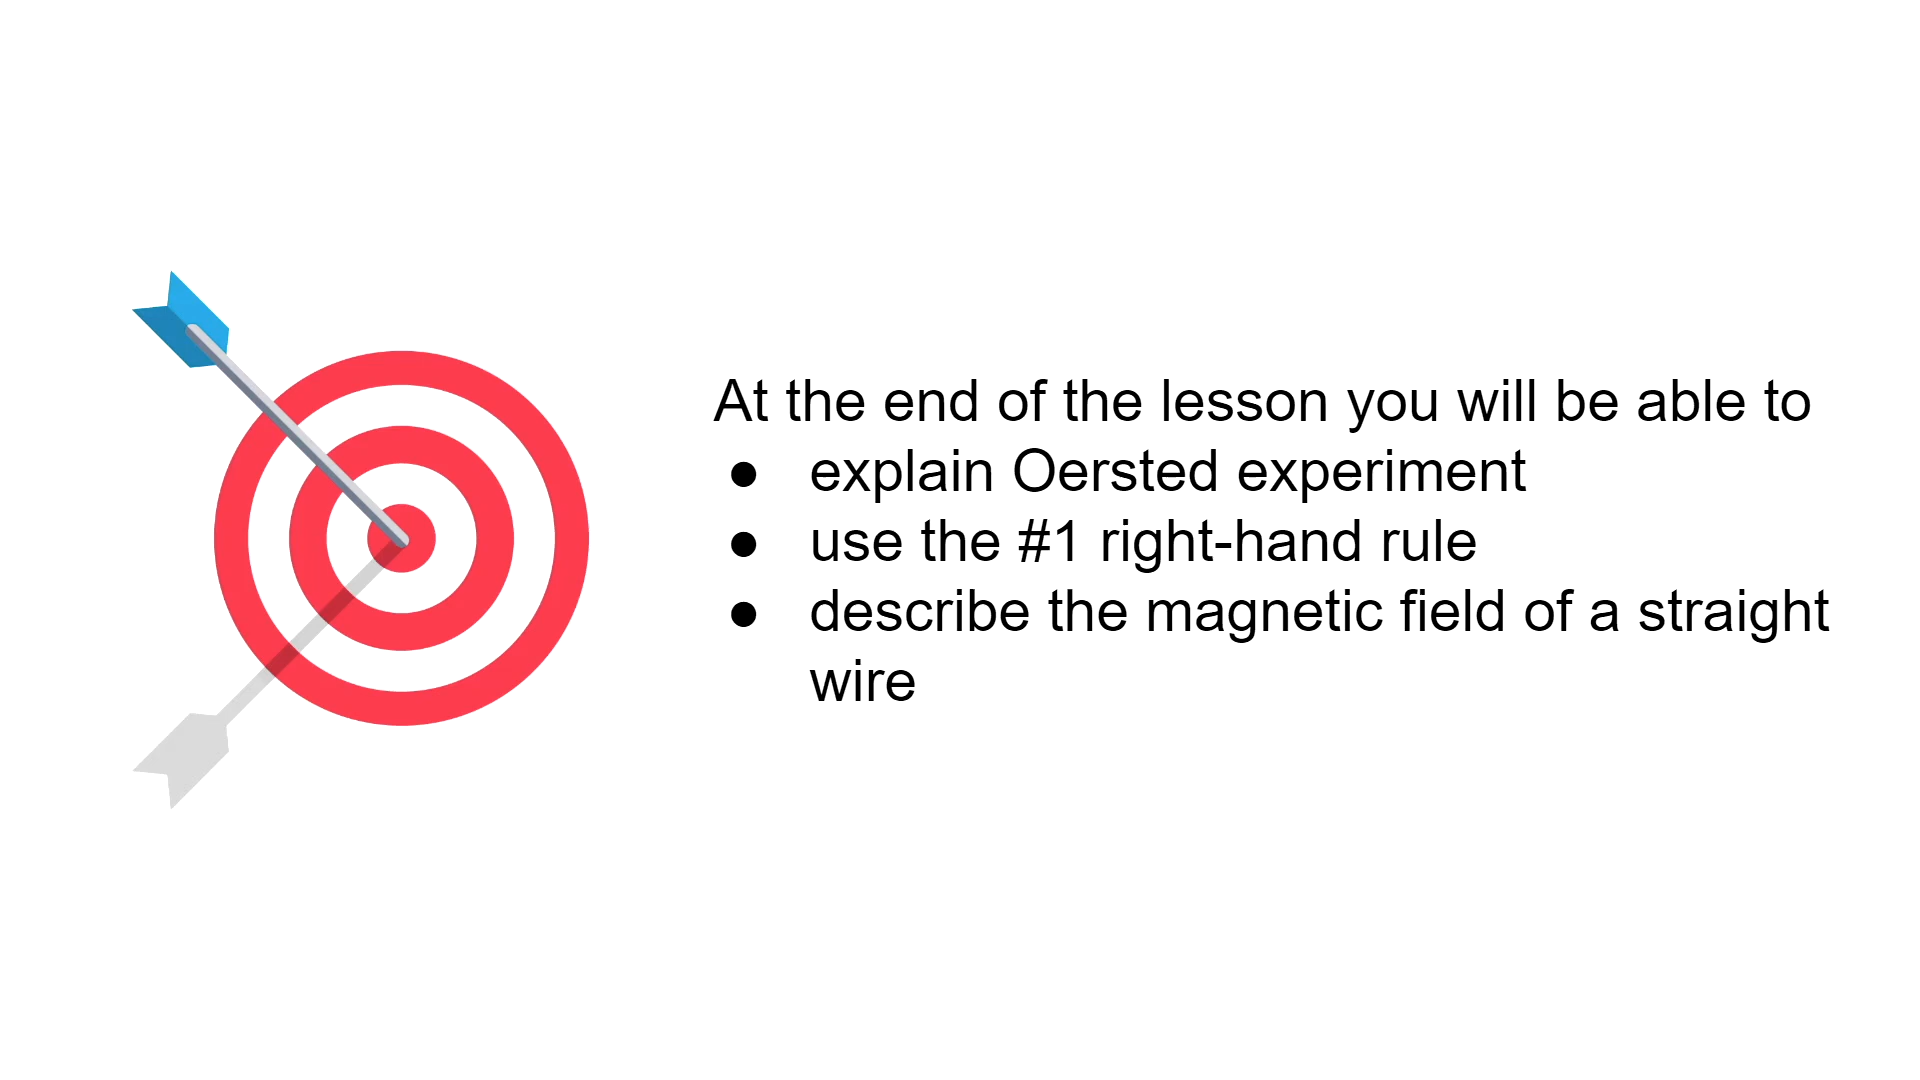 At the end of the lesson you will be able to
● explain Oersted experiment
● use the #1 right-hand rule
● describe the magnetic field of a straight
wire